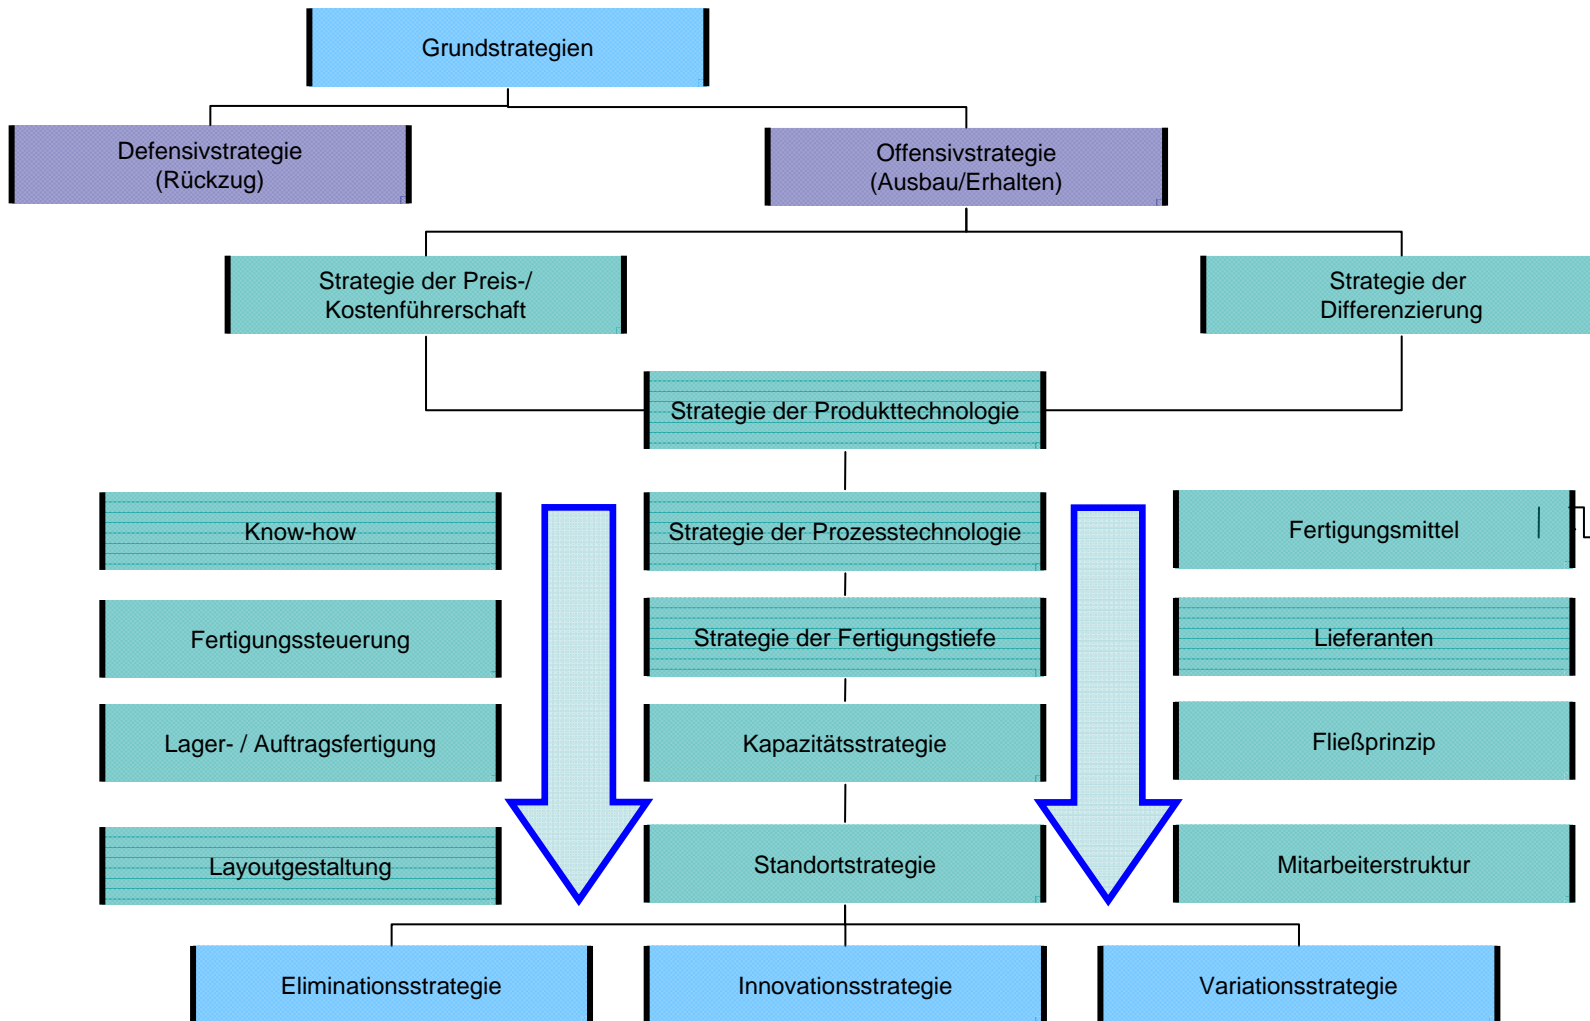 Grundstrategien
Defensivstrategie
(Rückzug)
Offensivstrategie
(Ausbau/Erhalten)
Strategie der Preis-/
Kostenführerschaft
Strategie der
Differenzierung
Strategie der Produkttechnologie
Know-how
Strategie der Prozesstechnologie
Fertigungsmittel
Fertigungssteuerung
Strategie der Fertigungstiefe
Lieferanten
Lager- / Auftragsfertigung
Kapazitätsstrategie
Fließprinzip
Layoutgestaltung
Standortstrategie
Mitarbeiterstruktur
Eliminationsstrategie
Innovationsstrategie
Variationsstrategie